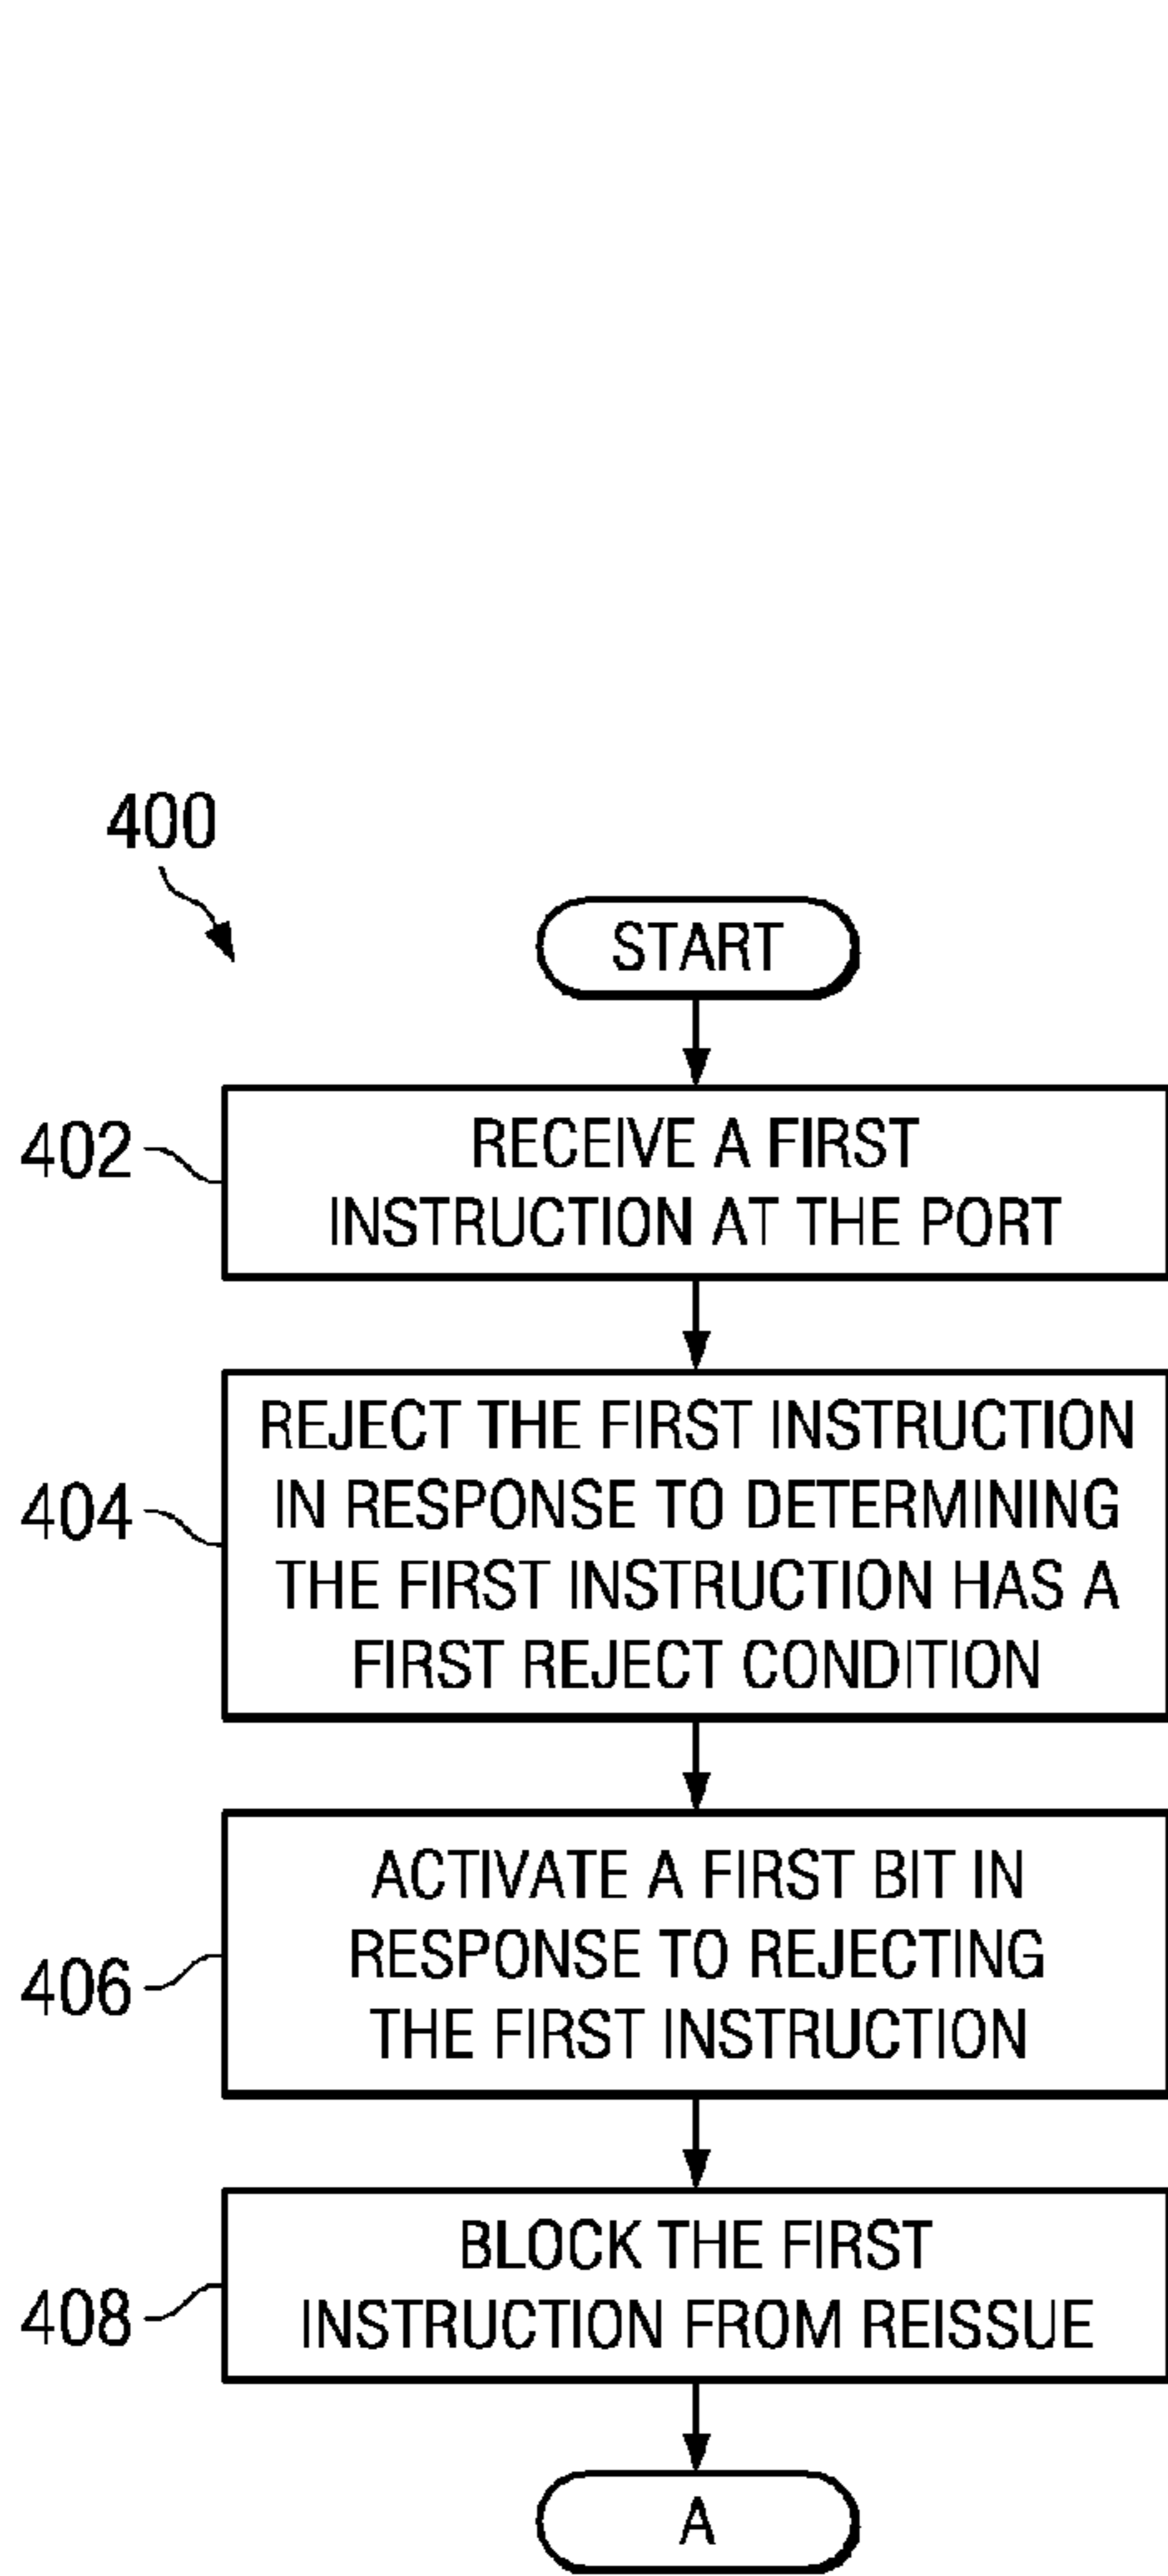 400
START
402
RECEIVE A FIRST
INSTRUCTION AT THE PORT
404
REJECT THE FIRST INSTRUCTION
IN RESPONSE TO DETERMINING
THE FIRST INSTRUCTION HAS A
FIRST REJECT CONDITION
406
ACTIVATE A FIRST BIT IN
RESPONSE TO REJECTING
THE FIRST INSTRUCTION
408
BLOCK THE FIRST
INSTRUCTION FROM REISSUE
A